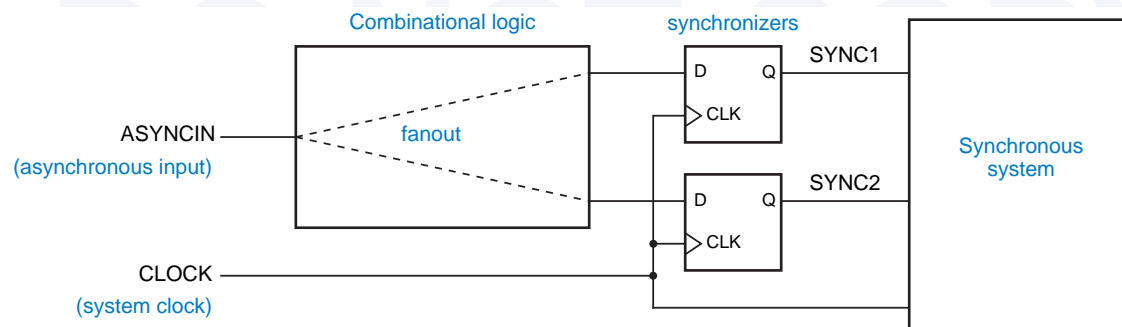 Combinational logic
synchronizers
SYNC1
D
Q
CLK
ASYNCIN
(asynchronous input)
fanout
Synchronous
system
SYNC2
D
Q
CLK
CLOCK
(system clock)